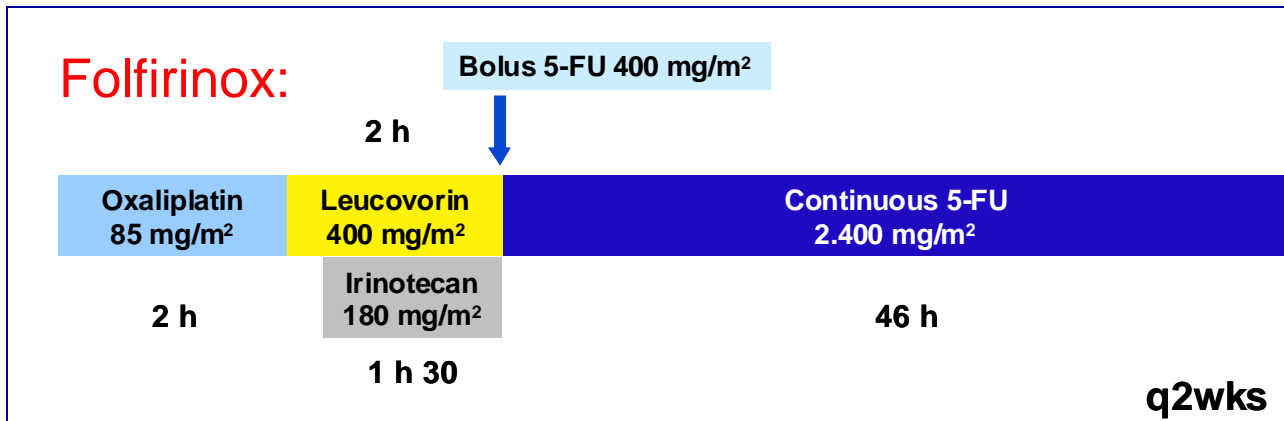 Folfirinox:
Bolus 5-FU 400 mg/m²
2 h
Oxaliplatin
85 mg/m²
Leucovorin
400 mg/m²
Continuous 5-FU
2.400 mg/m²
Irinotecan
180 mg/m²
2 h
46 h
1 h 30
q2wks